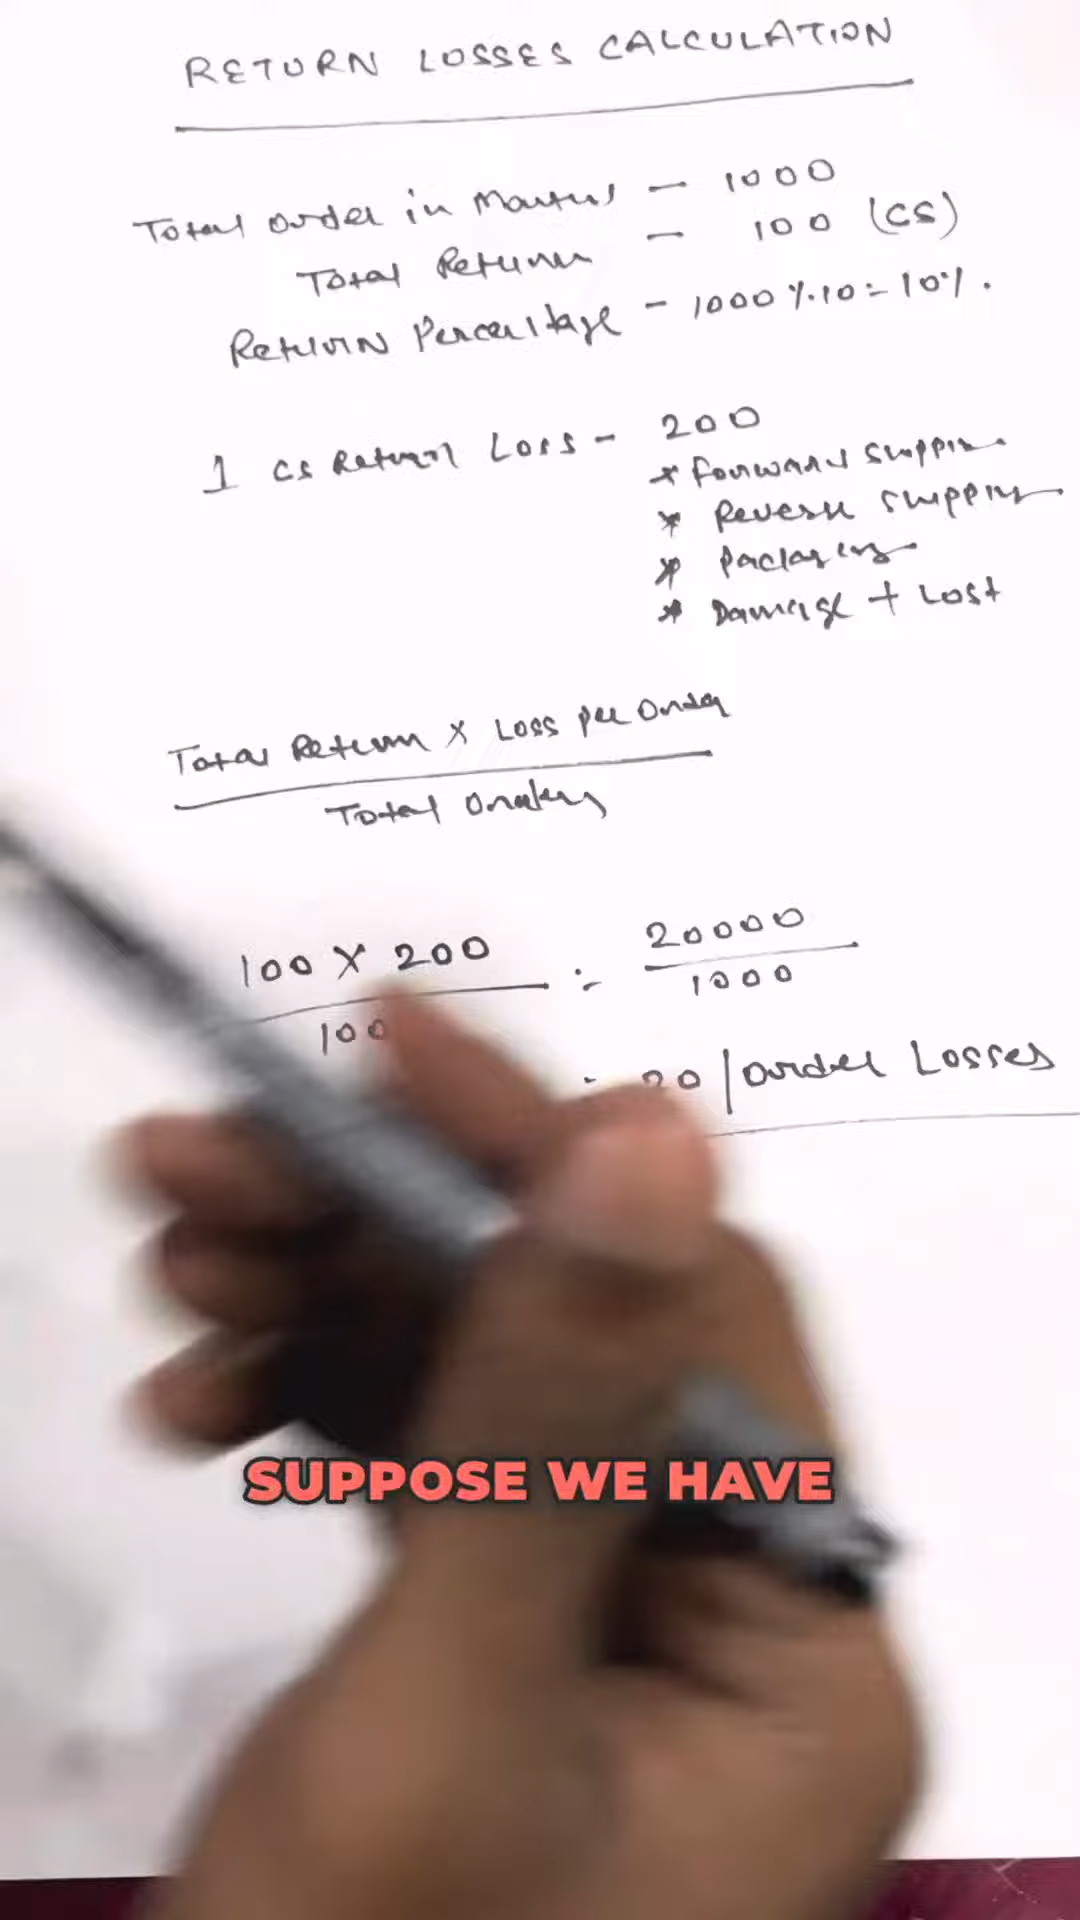 RETURN LOSSES CALCULATION
Total order in Month - 1000
Total Return - 100 (CS)
Return Percentage - 1000 %.10 = 10%.
1 CS Return Loss - 200
* Forward Shipping
* Reverse Shipping
* Packaging
* Damage + Lost
Total Return X Loss Per Order
Total Orders
100 X 200 = 20000
100 1000
= 20 / order Losses
SUPPOSE WE HAVE